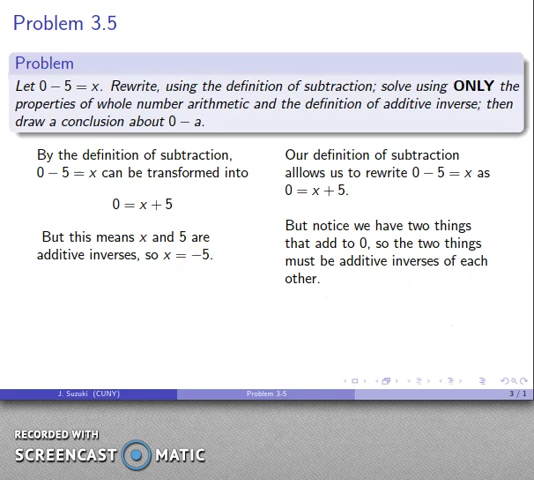 Problem 3.5
Problem
Let 0 − 5 = x. Rewrite, using the definition of subtraction; solve using ONLY the
properties of whole number arithmetic and the definition of additive inverse; then
draw a conclusion about 0 − a.
By the definition of subtraction,
0 − 5 = x can be transformed into
0 = x + 5
But this means x and 5 are
additive inverses, so x = −5.
Our definition of subtraction
alllows us to rewrite 0 − 5 = x as
0 = x + 5.
But notice we have two things
that add to 0, so the two things
must be additive inverses of each
other.
J. Suzuki (CUNY)
Problem 3-5
3 / 1
RECORDED WITH
SCREENCAST MATIC